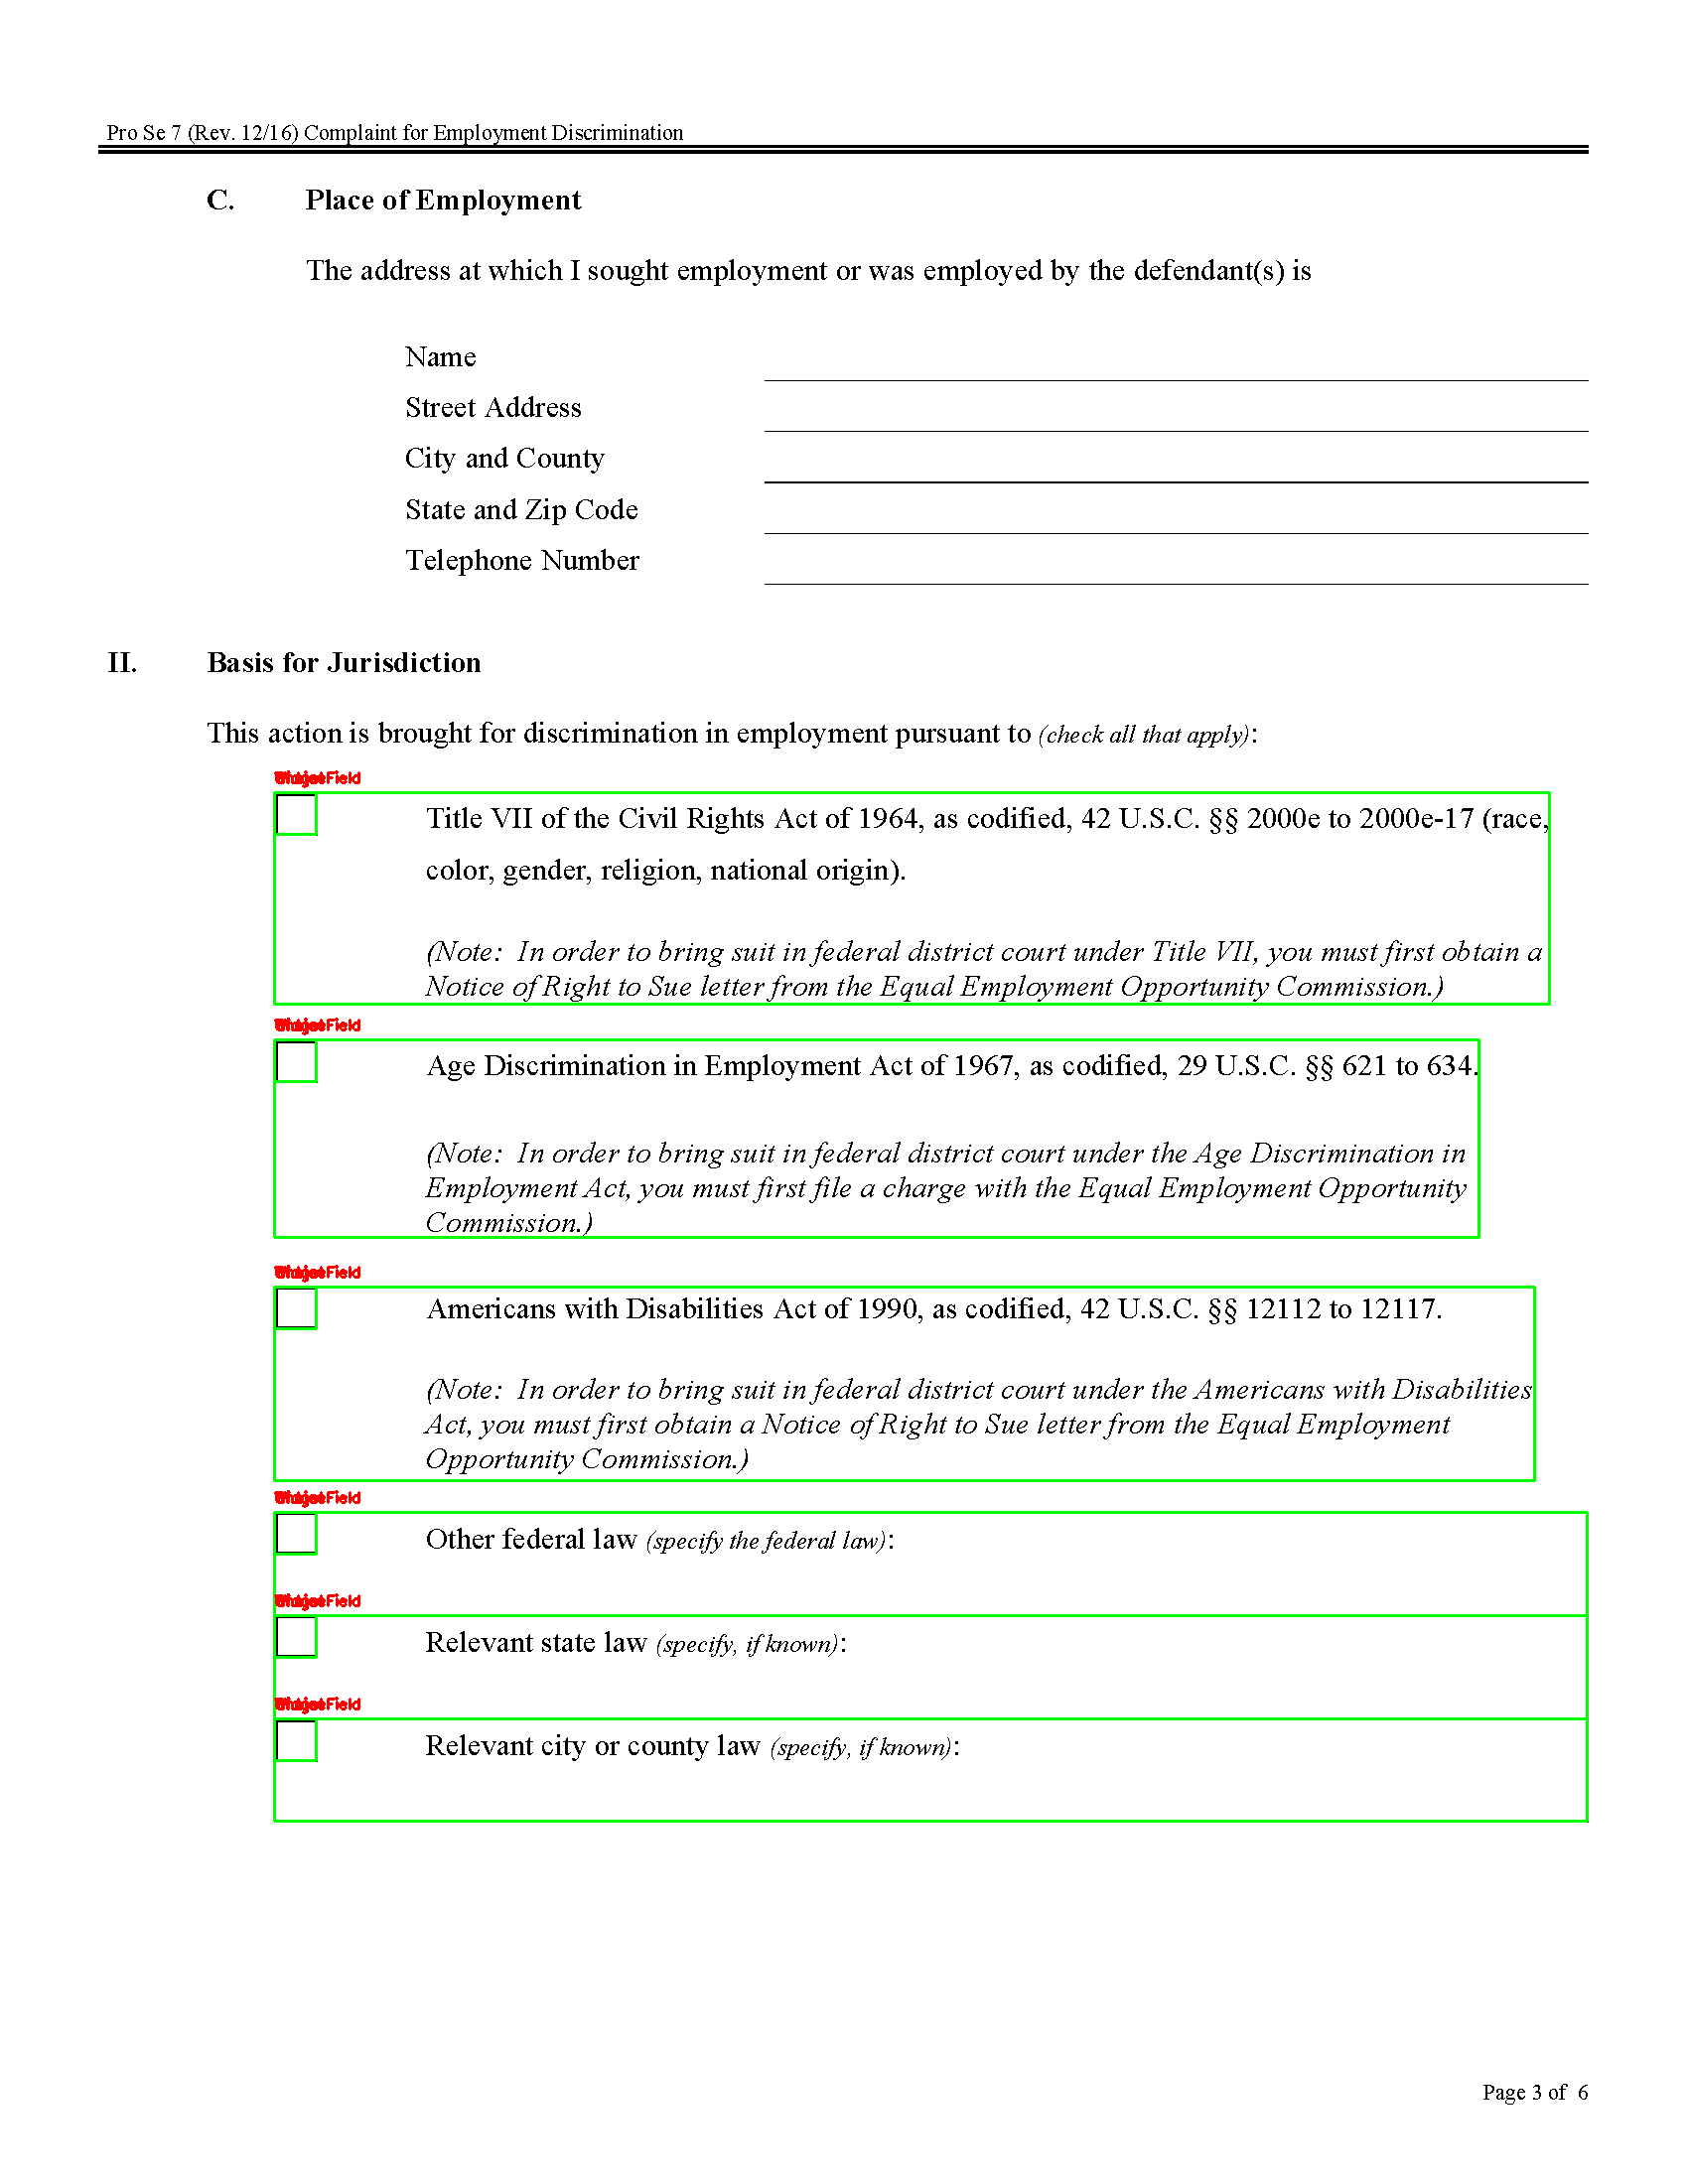 Pro Se 7 (Rev. 12/16) Complaint for Employment Discrimination
C. Place of Employment
The address at which I sought employment or was employed by the defendant(s) is
Name
Street Address
City and County
State and Zip Code
Telephone Number
II. Basis for Jurisdiction
This action is brought for discrimination in employment pursuant to (check all that apply):
Field
Title VII of the Civil Rights Act of 1964, as codified, 42 U.S.C. §§ 2000e to 2000e-17 (race,
color, gender, religion, national origin).
(Note: In order to bring suit in federal district court under Title VII, you must first obtain a
Notice of Right to Sue letter from the Equal Employment Opportunity Commission.)
Field
Age Discrimination in Employment Act of 1967, as codified, 29 U.S.C. §§ 621 to 634.
(Note: In order to bring suit in federal district court under the Age Discrimination in
Employment Act, you must first file a charge with the Equal Employment Opportunity
Commission.)
Field
Americans with Disabilities Act of 1990, as codified, 42 U.S.C. §§ 12112 to 12117.
(Note: In order to bring suit in federal district court under the Americans with Disabilities
Act, you must first obtain a Notice of Right to Sue letter from the Equal Employment
Opportunity Commission.)
Field
Other federal law (specify the federal law):
Field
Relevant state law (specify, if known):
Field
Relevant city or county law (specify, if known):
Page 3 of 6